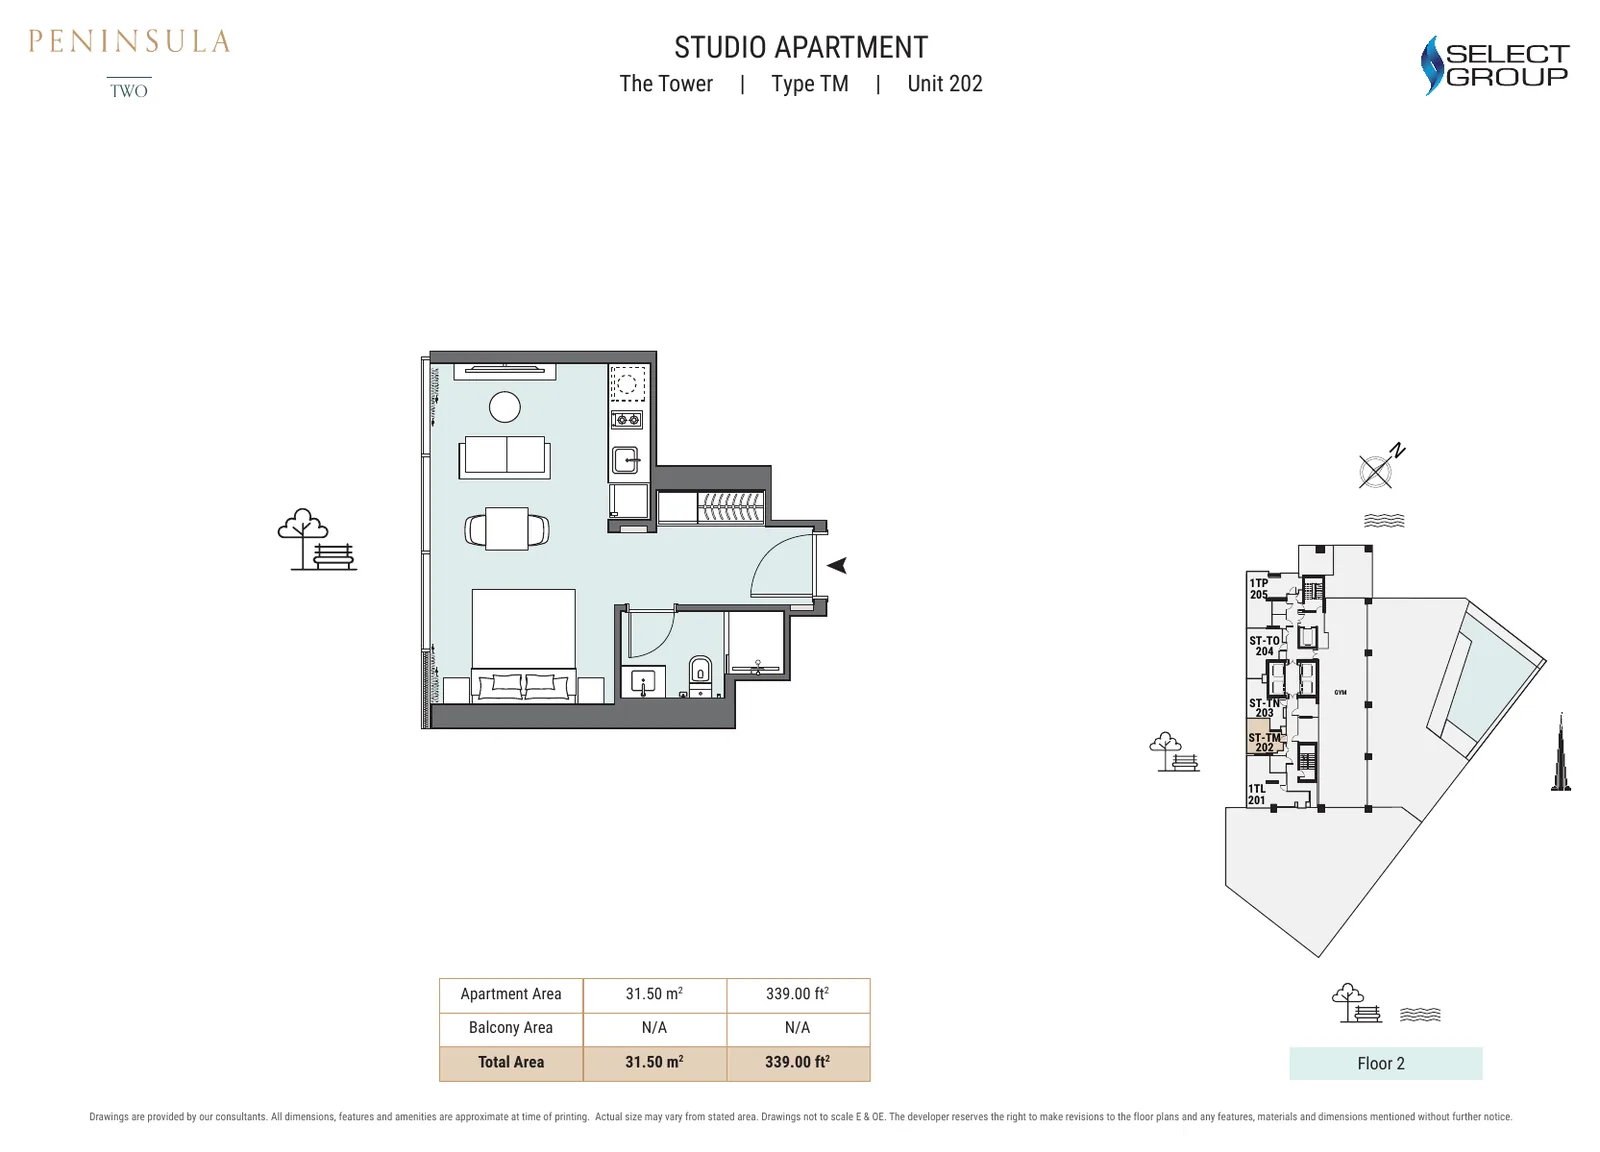 PENINSULA
TWO
STUDIO APARTMENT
The Tower | Type TM | Unit 202
SELECT
GROUP
N
1TP
205
ST-TO
204
ST-TN
203
ST-TM
202
1TL
201
GYM
Apartment Area 31.50 m² 339.00 ft²
Balcony Area N/A N/A
Total Area 31.50 m² 339.00 ft²
Floor 2
Drawings are provided by our consultants. All dimensions, features and amenities are approximate at time of printing. Actual size may vary from stated area. Drawings not to scale E & OE. The developer reserves the right to make revisions to the floor plans and any features, materials and dimensions mentioned without further notice.